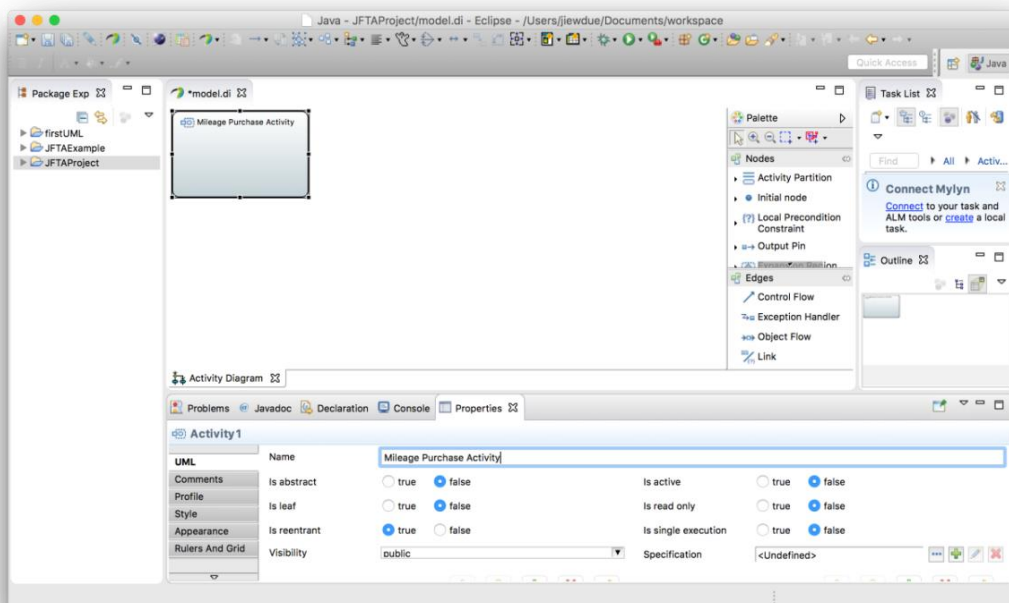 Java - JFTAProject/model.di - Eclipse - /Users/jiewdue/Documents/workspace
Quick Access
Java
Package Exp
firstUML
JFTAExample
JFTAProject
*model.di
Mileage Purchase Activity
Palette
Nodes
Activity Partition
Initial node
Local Precondition
Constraint
Output Pin
Expansion Region
Edges
Control Flow
Exception Handler
Object Flow
Link
Activity Diagram
Task List
Find
All
Activ...
Connect Mylyn
Connect to your task and
ALM tools or create a local
task.
Outline
Problems Javadoc Declaration Console Properties
Activity1
UML
Comments
Profile
Style
Appearance
Rulers And Grid
Name Mileage Purchase Activity
Is abstract true false Is active true false
Is leaf true false Is read only true false
Is reentrant true false Is single execution true false
Visibility public Specification <Undefined>